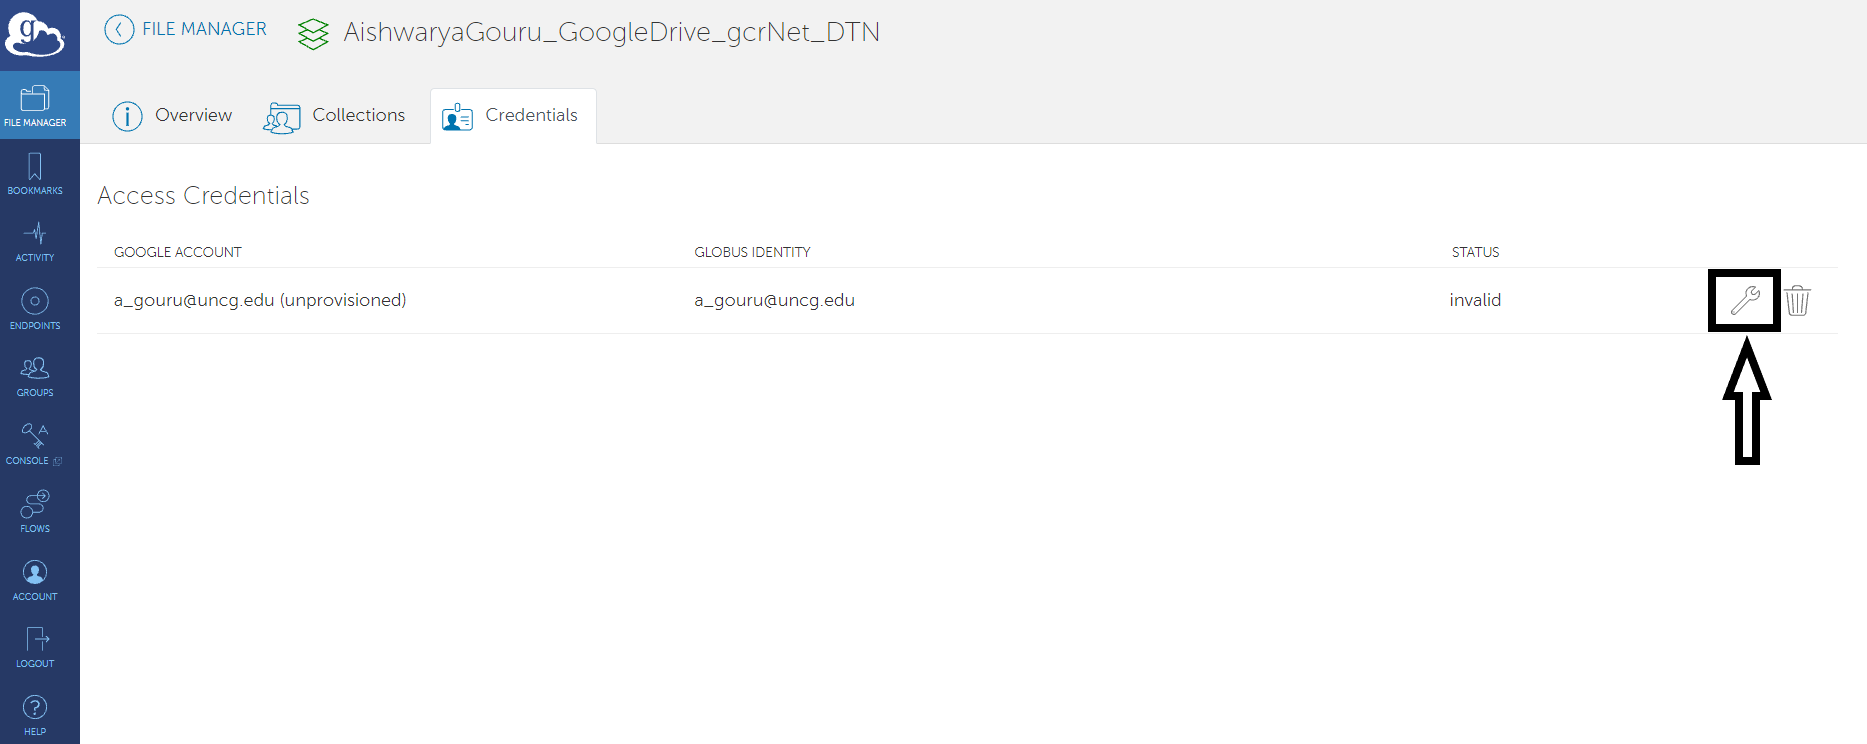 g
FILE MANAGER
AishwaryaGouru_GoogleDrive_gcrNet_DTN
Overview
Collections
Credentials
FILE MANAGER
BOOKMARKS
ACTIVITY
ENDPOINTS
GROUPS
A
CONSOLE
FLOWS
ACCOUNT
LOGOUT
HELP
Access Credentials
GOOGLE ACCOUNT GLOBUS IDENTITY STATUS
a_gouru@uncg.edu (unprovisioned) a_gouru@uncg.edu invalid